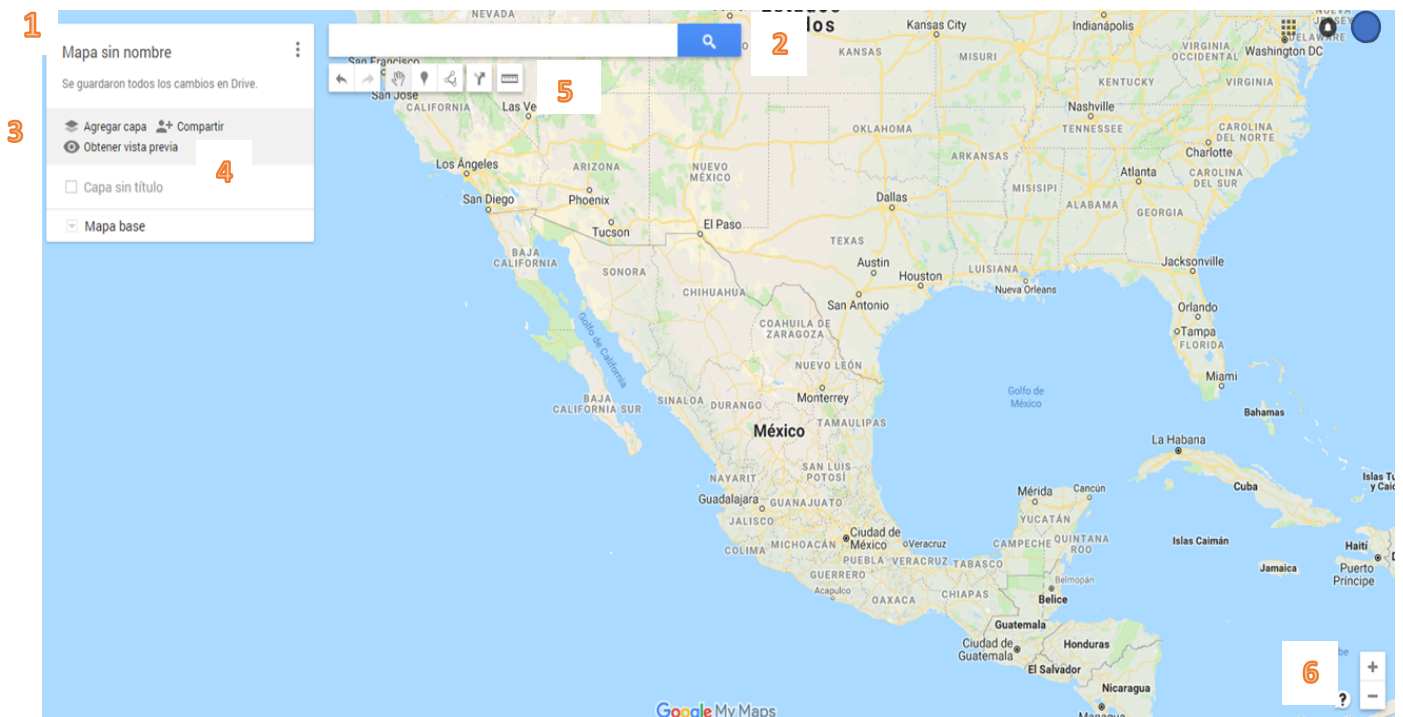 1
Mapa sin nombre
Se guardaron todos los cambios en Drive.
3
Agregar capa Compartir
Obtener vista previa
4
Capa sin título
Mapa base
2
5
6
NEVADA
San Francisco
San José
CALIFORNIA
Las Ve
Los Ángeles
San Diego
ARIZONA
Phoenix
Tucson
NUEVO
MÉXICO
El Paso
Kansas City
KANSAS
MISURI
Indianápolis
VIRGINIA
OCCIDENTAL
Washington DC
KENTUCKY
VIRGINIA
Nashville
TENNESSEE
OKLAHOMA
ARKANSAS
CAROLINA
DEL NORTE
Charlotte
Atlanta
CAROLINA
DEL SUR
MISISIPI
ALABAMA
GEORGIA
Dallas
TEXAS
Austin
Houston
LUISIANA
Nueva Orleans
San Antonio
Jacksonville
Orlando
Tampa
FLORIDA
Miami
BAJA
CALIFORNIA
SONORA
CHIHUAHUA
COAHUILA DE
ZARAGOZA
Golfo de California
NUEVO LEÓN
Monterrey
BAJA
CALIFORNIA SUR
SINALOA
DURANGO
TAMAULIPAS
México
Golfo de
México
Bahamas
La Habana
Cuba
SAN LUIS
POTOSÍ
NAYARIT
Guadalajara
GUANAJUATO
JALISCO
Mérida
Cancún
YUCATÁN
Ciudad de
México
Veracruz
COLIMA
MICHOACÁN
CAMPECHE
QUINTANA
ROO
Islas Caimán
Haití
PUEBLA
VERACRUZ
TABASCO
GUERRERO
Jamaica
Puerto
Príncipe
Acapulco
OAXACA
CHIAPAS
Belmopán
Belice
Guatemala
Ciudad de
Guatemala
Honduras
El Salvador
Nicaragua
Managua
Google My Maps
+
−
?